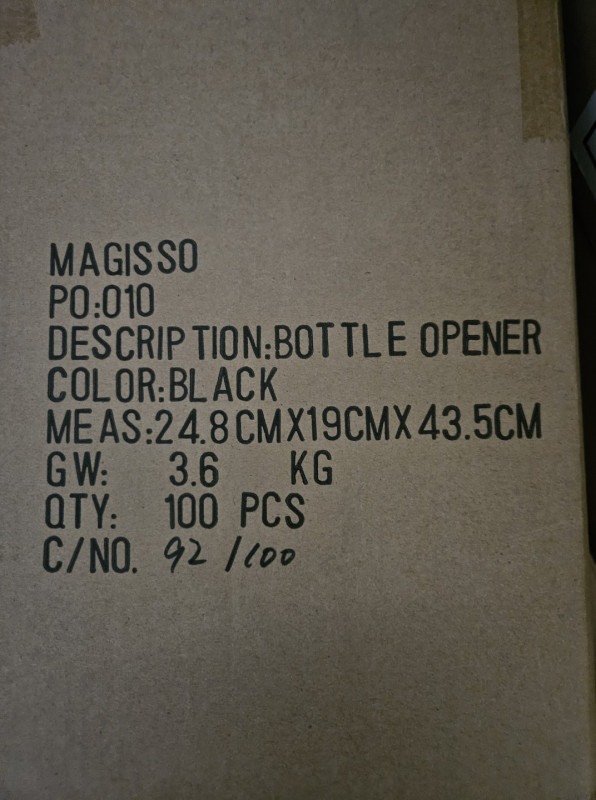 MAGISSO
PO:010
DESCRIPTION:BOTTLE OPENER
COLOR:BLACK
MEAS:24.8CMX19CMX43.5CM
GW: 3.6 KG
QTY: 100 PCS
C/NO. 92 /100